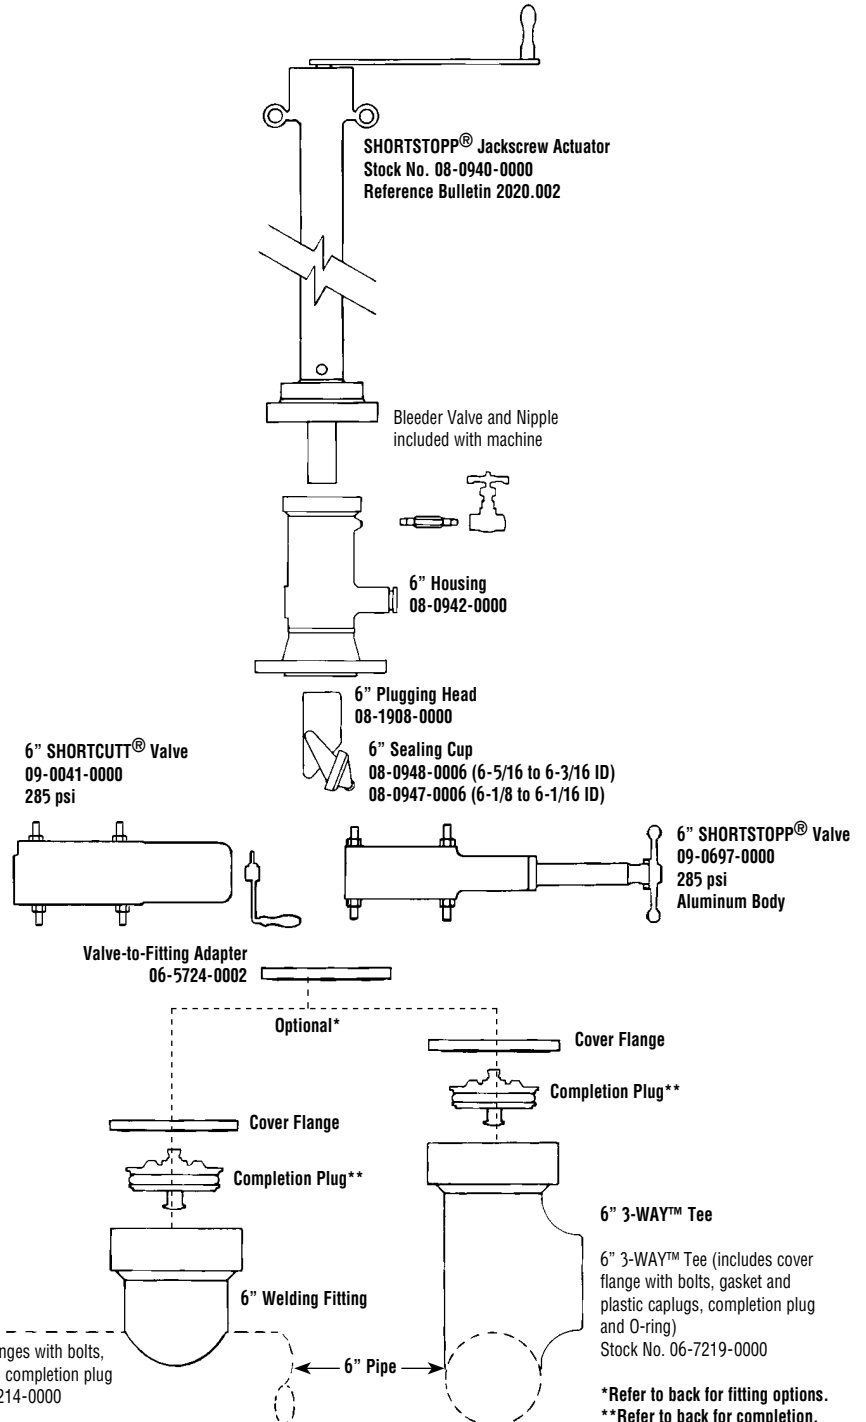 SHORTSTOPP® Jackscrew Actuator
Stock No. 08-0940-0000
Reference Bulletin 2020.002
Bleeder Valve and Nipple
included with machine
6” Housing
08-0942-0000
6” Plugging Head
08-1908-0000
6” Sealing Cup
08-0948-0006 (6-5/16 to 6-3/16 ID)
08-0947-0006 (6-1/8 to 6-1/16 ID)
6” SHORTCUTT® Valve
09-0041-0000
285 psi
6” SHORTSTOPP® Valve
09-0697-0000
285 psi
Aluminum Body
Valve-to-Fitting Adapter
06-5724-0002
Optional*
Cover Flange
Completion Plug**
Cover Flange
Completion Plug**
6” Welding Fitting
6” 3-WAY™ Tee
6” 3-WAY™ Tee (includes cover
flange with bolts, gasket and
plastic caplugs, completion plug
and O-ring)
Stock No. 06-7219-0000
nges with bolts,
completion plug
214-0000
6” Pipe
*Refer to back for fitting options.
**Refer to back for completion.